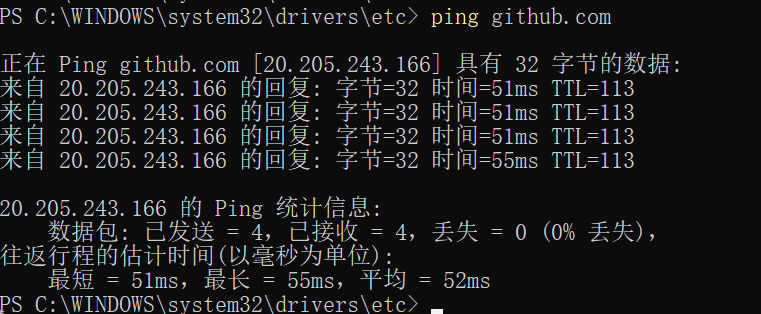 PS C:\WINDOWS\system32\drivers\etc> ping github.com
正在 Ping github.com [20.205.243.166] 具有 32 字节的数据:
来自 20.205.243.166 的回复: 字节=32 时间=51ms TTL=113
来自 20.205.243.166 的回复: 字节=32 时间=51ms TTL=113
来自 20.205.243.166 的回复: 字节=32 时间=51ms TTL=113
来自 20.205.243.166 的回复: 字节=32 时间=55ms TTL=113
20.205.243.166 的 Ping 统计信息:
数据包: 已发送 = 4，已接收 = 4，丢失 = 0 (0% 丢失)，
往返行程的估计时间(以毫秒为单位):
最短 = 51ms，最长 = 55ms，平均 = 52ms
PS C:\WINDOWS\system32\drivers\etc>